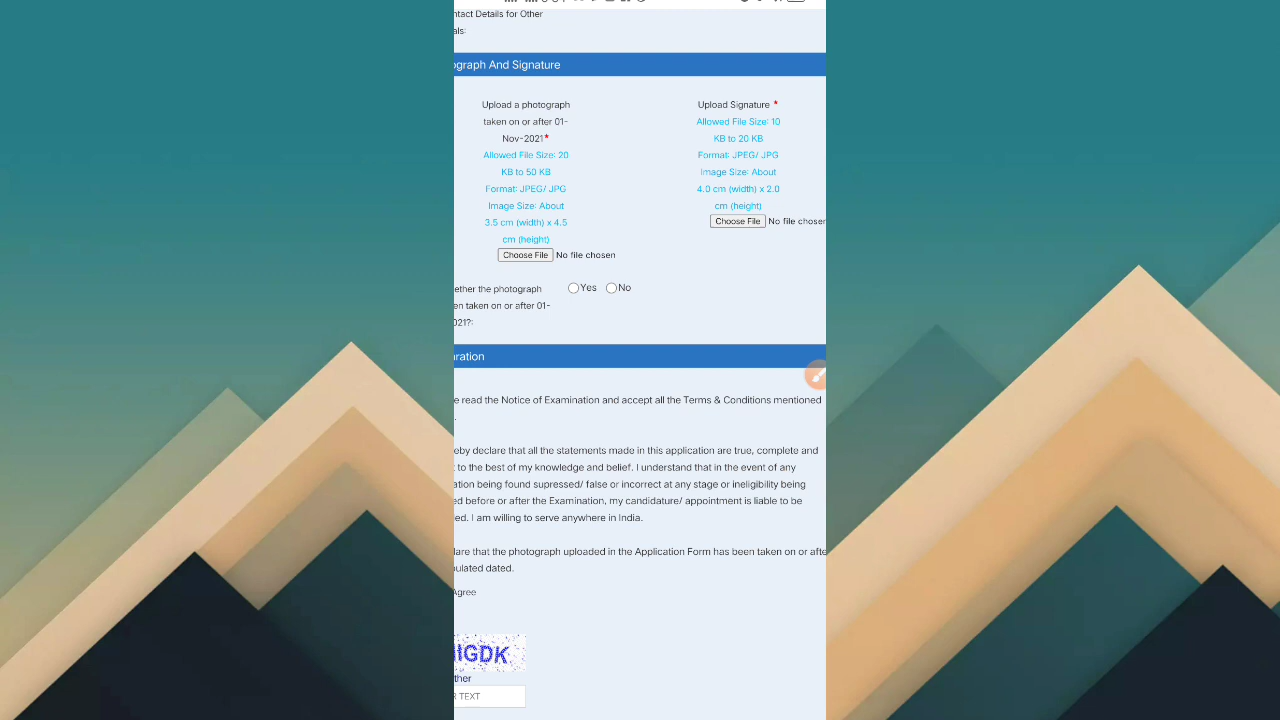 ntact Details for Other
als:
ograph And Signature
Upload a photograph
taken on or after 01-
Nov-2021*
Allowed File Size: 20
KB to 50 KB
Format: JPEG/ JPG
Image Size: About
3.5 cm (width) x 4.5
cm (height)
Choose File No file chosen
Upload Signature *
Allowed File Size: 10
KB to 20 KB
Format: JPEG/ JPG
Image Size: About
4.0 cm (width) x 2.0
cm (height)
Choose File No file chosen
ether the photograph
en taken on or after 01-
021?:
Yes No
aration
e read the Notice of Examination and accept all the Terms & Conditions mentioned
.
eby declare that all the statements made in this application are true, complete and
t to the best of my knowledge and belief. I understand that in the event of any
ation being found supressed/ false or incorrect at any stage or ineligibility being
ed before or after the Examination, my candidature/ appointment is liable to be
led. I am willing to serve anywhere in India.
lare that the photograph uploaded in the Application Form has been taken on or afte
pulated dated.
Agree
IGDK
ther
R TEXT